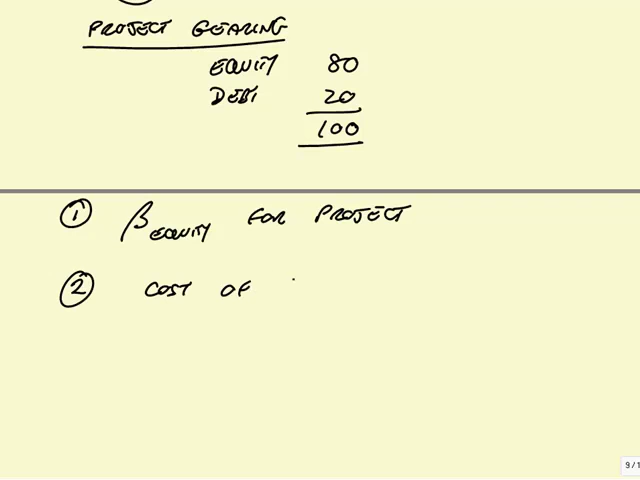 PROJECT GEARING
EQUITY 80
DEBT 20
100
① β EQUITY FOR PROJECT
② COST OF
9 / 1